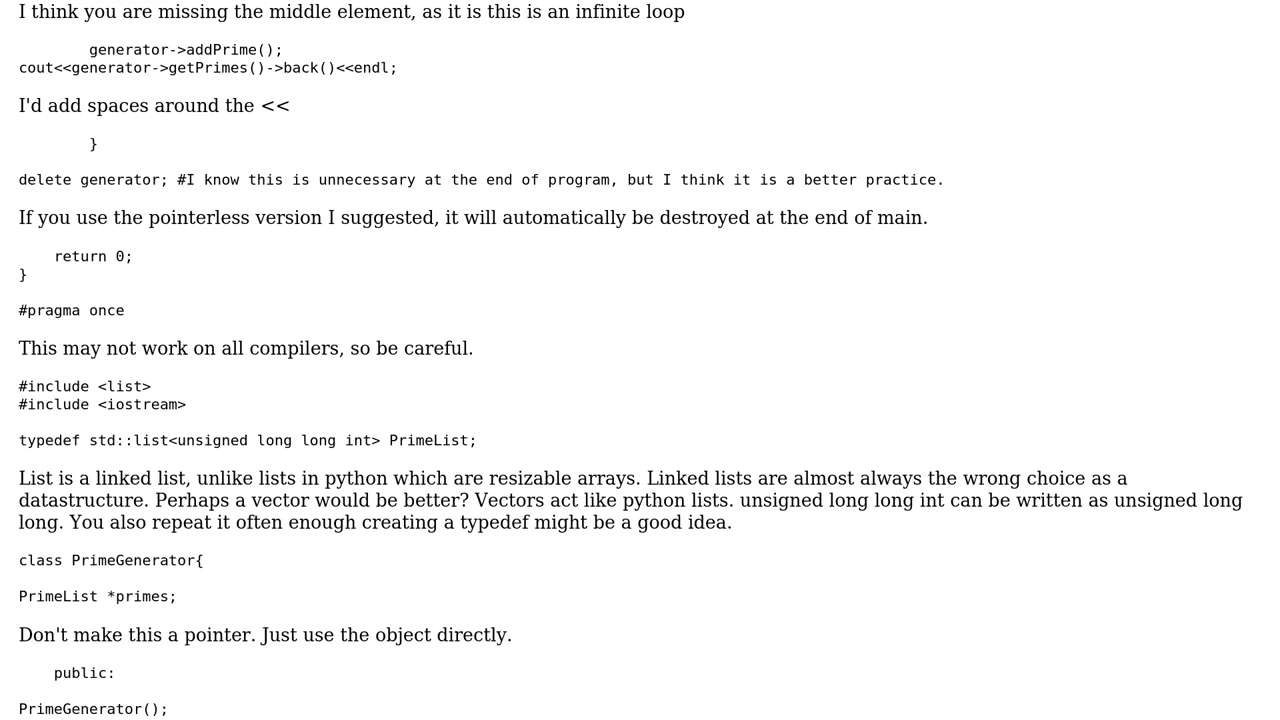 I think you are missing the middle element, as it is this is an infinite loop
generator->addPrime();
cout<<generator->getPrimes()->back()<<endl;
I'd add spaces around the <<
}
delete generator; #I know this is unnecessary at the end of program, but I think it is a better practice.
If you use the pointerless version I suggested, it will automatically be destroyed at the end of main.
return 0;
}
#pragma once
This may not work on all compilers, so be careful.
#include <list>
#include <iostream>
typedef std::list<unsigned long long int> PrimeList;
List is a linked list, unlike lists in python which are resizable arrays. Linked lists are almost always the wrong choice as a
datastructure. Perhaps a vector would be better? Vectors act like python lists. unsigned long long int can be written as unsigned long
long. You also repeat it often enough creating a typedef might be a good idea.
class PrimeGenerator{
PrimeList *primes;
Don't make this a pointer. Just use the object directly.
public:
PrimeGenerator();